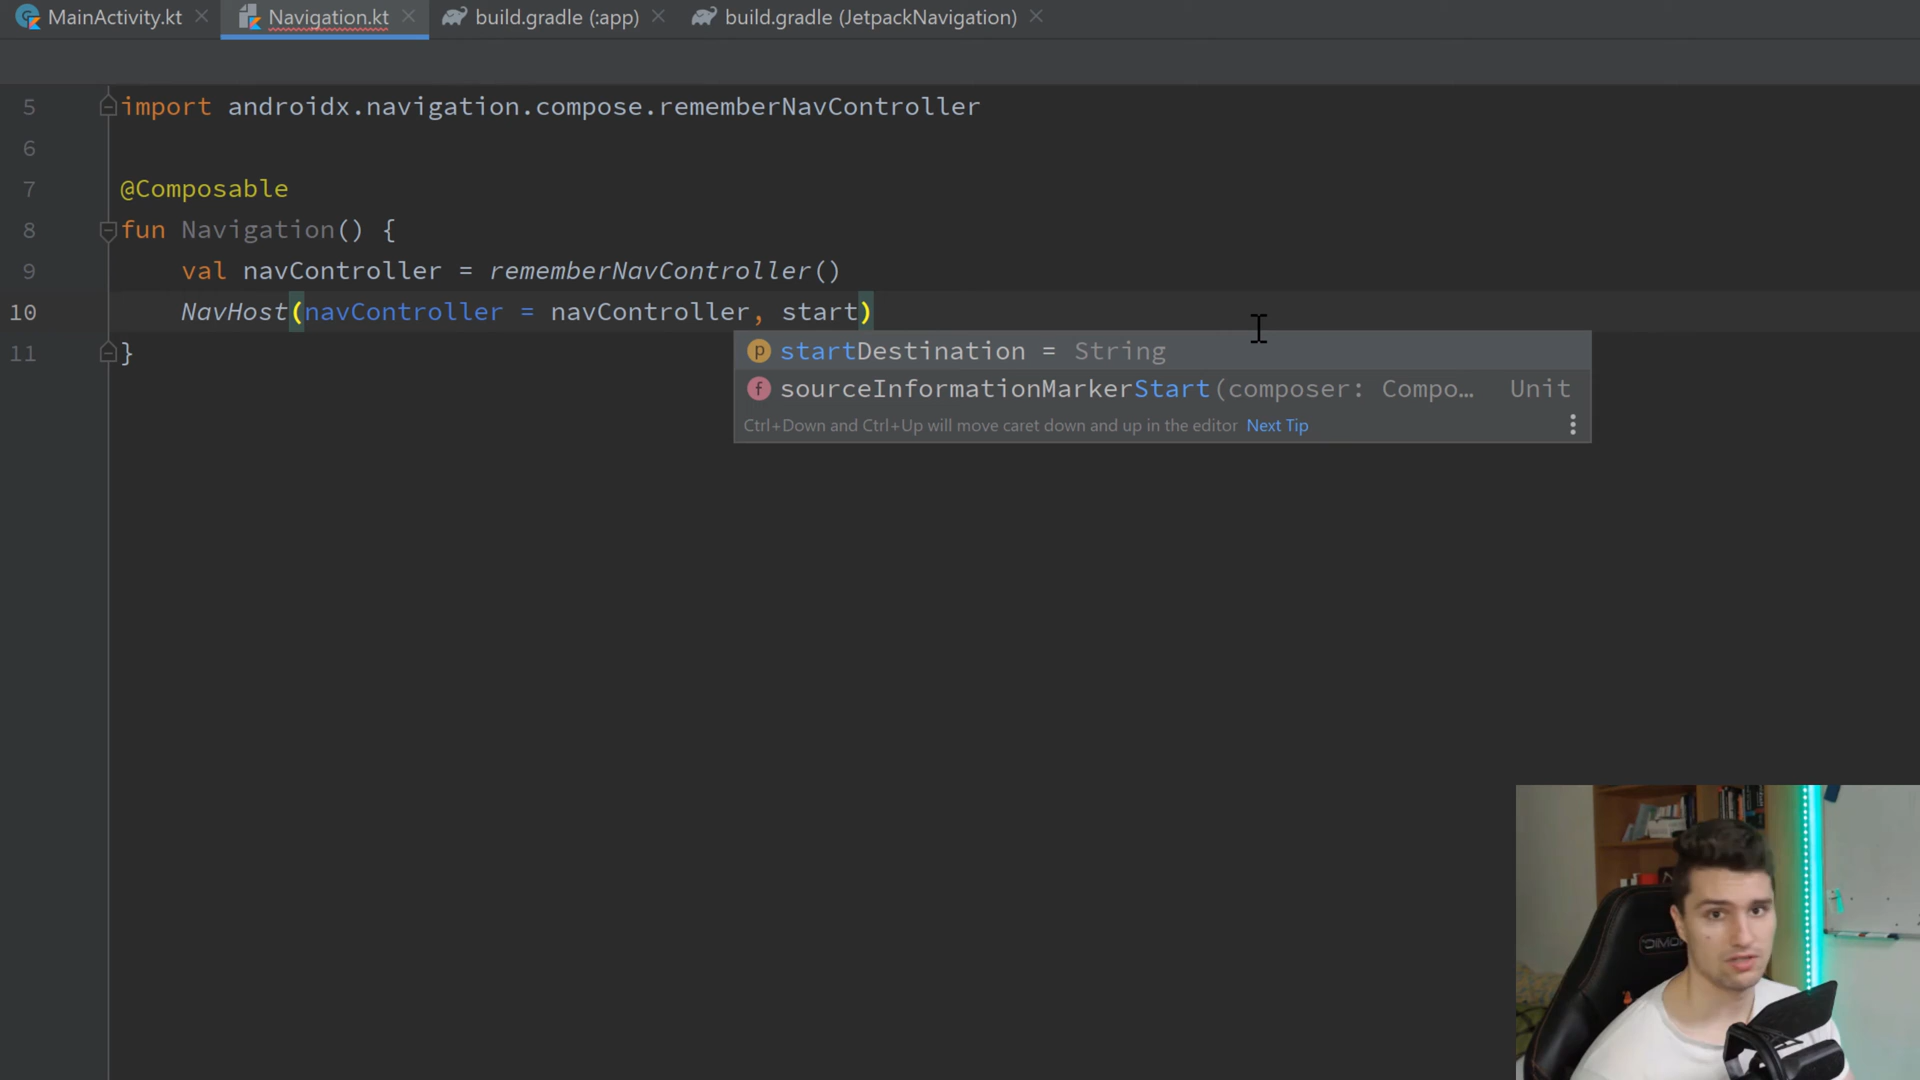 MainActivity.kt
Navigation.kt
build.gradle (:app)
build.gradle (JetpackNavigation)
5 import androidx.navigation.compose.rememberNavController
6
7 @Composable
8 fun Navigation() {
9 val navController = rememberNavController()
10 NavHost(navController = navController, start)
p startDestination = String
f sourceInformationMarkerStart(composer: Compo… Unit
Ctrl+Down and Ctrl+Up will move caret down and up in the editor Next Tip
11 }